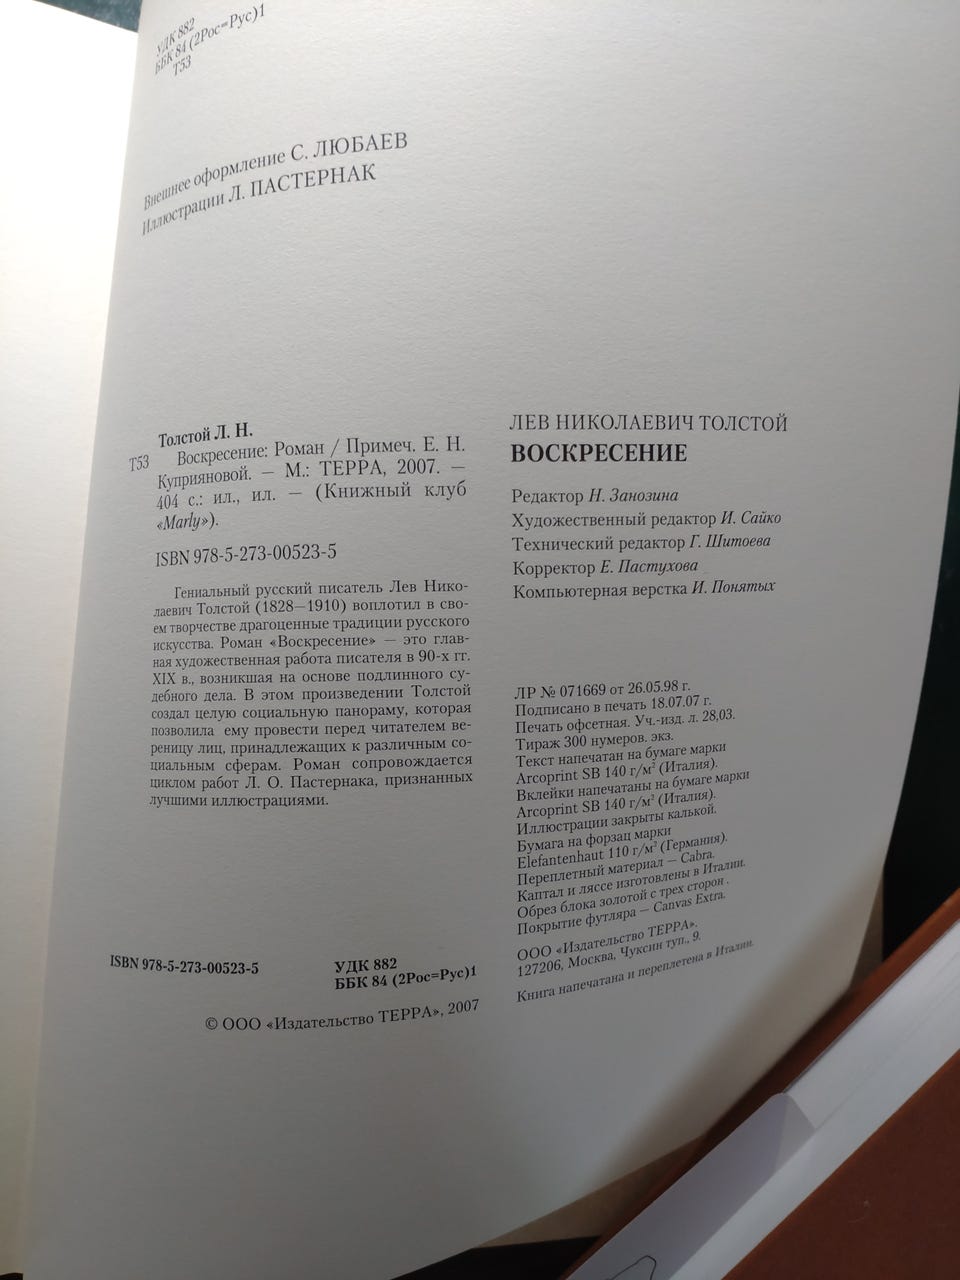 УДК 882
ББК 84 (2Рос=Рус)1
Т53
Внешнее оформление С. ЛЮБАЕВ
Иллюстрации Л. ПАСТЕРНАК
Толстой Л. Н.
Т53 Воскресение: Роман / Примеч. Е. Н.
Куприяновой. — М.: ТЕРРА, 2007. —
404 с.: ил., ил. — (Книжный клуб
«Marly»).
ISBN 978-5-273-00523-5
Гениальный русский писатель Лев Нико-
лаевич Толстой (1828—1910) воплотил в сво-
ем творчестве драгоценные традиции русского
искусства. Роман «Воскресение» — это глав-
ная художественная работа писателя в 90-х гг.
XIX в., возникшая на основе подлинного су-
дебного дела. В этом произведении Толстой
создал целую социальную панораму, которая
позволила ему провести перед читателем ве-
реницу лиц, принадлежащих к различным со-
циальным сферам. Роман сопровождается
циклом работ Л. О. Пастернака, признанных
лучшими иллюстрациями.
ISBN 978-5-273-00523-5
УДК 882
ББК 84 (2Рос=Рус)1
© ООО «Издательство ТЕРРА», 2007
ЛЕВ НИКОЛАЕВИЧ ТОЛСТОЙ
ВОСКРЕСЕНИЕ
Редактор Н. Занозина
Художественный редактор И. Сайко
Технический редактор Г. Шитоева
Корректор Е. Пастухова
Компьютерная верстка И. Понятых
ЛР № 071669 от 26.05.98 г.
Подписано в печать 18.07.07 г.
Печать офсетная. Уч.-изд. л. 28,03.
Тираж 300 нумеров. экз.
Текст напечатан на бумаге марки
Arcoprint SB 140 г/м² (Италия).
Вклейки напечатаны на бумаге марки
Arcoprint SB 140 г/м² (Италия).
Иллюстрации закрыты калькой.
Бумага на форзац марки
Elefantenhaut 110 г/м² (Германия).
Переплетный материал — Cabra.
Каптал и ляссе изготовлены в Италии.
Обрез блока золотой с трех сторон.
Покрытие футляра — Canvas Extra.
ООО «Издательство ТЕРРА».
127206, Москва, Чуксин туп., 9.
Книга напечатана и переплетена в Италии.